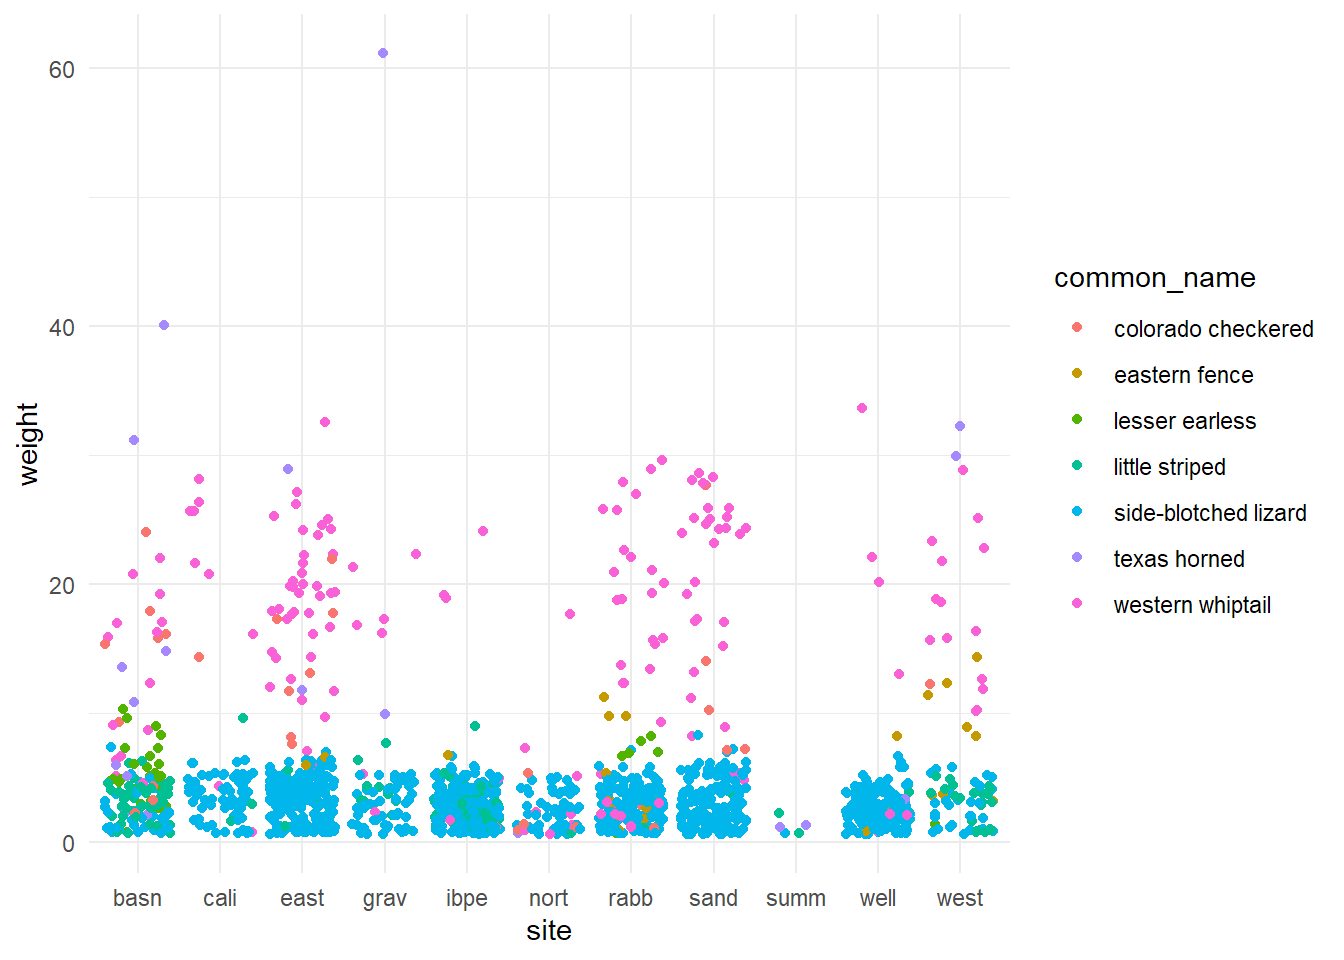 60
40
20
0
weight
basn cali east grav ibpe nort rabb sand summ well west
site
common_name
colorado checkered
eastern fence
lesser earless
little striped
side-blotched lizard
texas horned
western whiptail